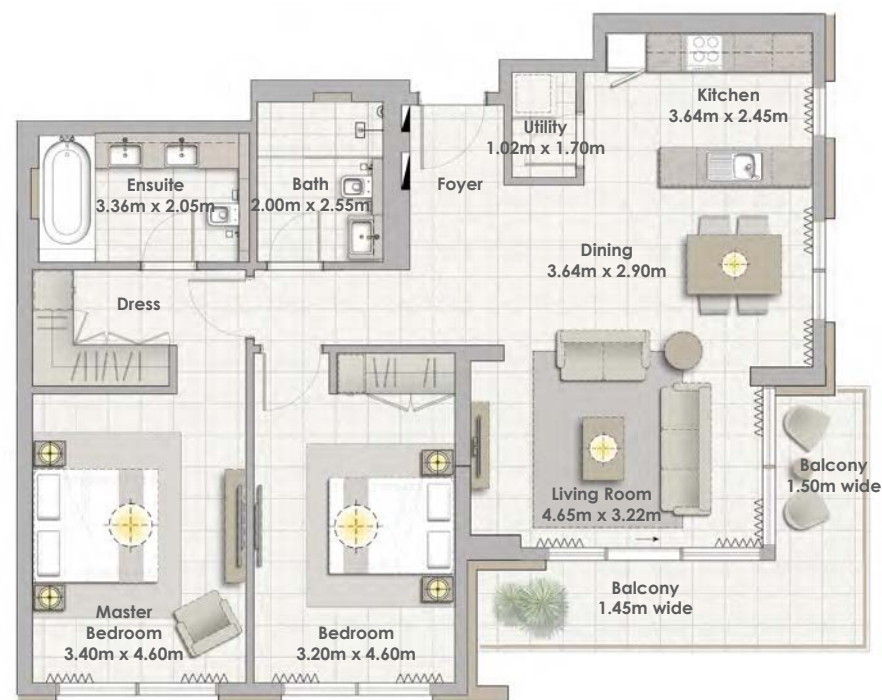 Kitchen
3.64m x 2.45m
Utility
1.02m x 1.70m
Ensuite
3.36m x 2.05m
Bath
2.00m x 2.55m
Foyer
Dining
3.64m x 2.90m
Dress
Living Room
4.65m x 3.22m
Balcony
1.50m wide
Balcony
1.45m wide
Master
Bedroom
3.40m x 4.60m
Bedroom
3.20m x 4.60m